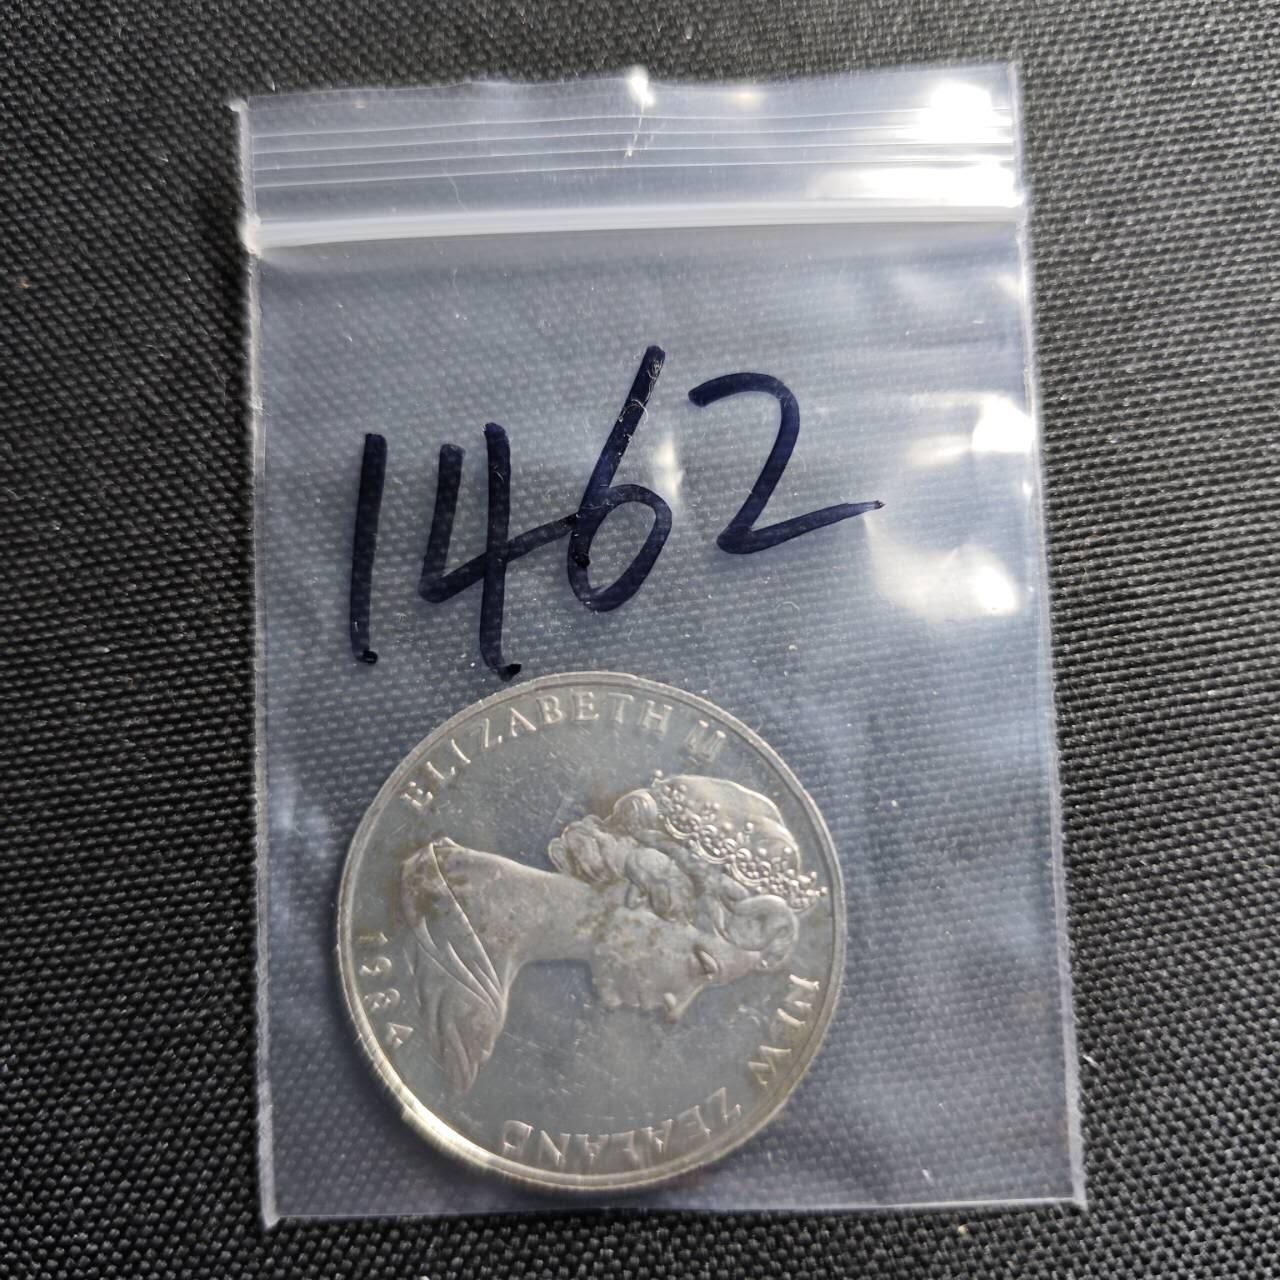 1462
ELIZABETH II
NEW ZEALAND
1984